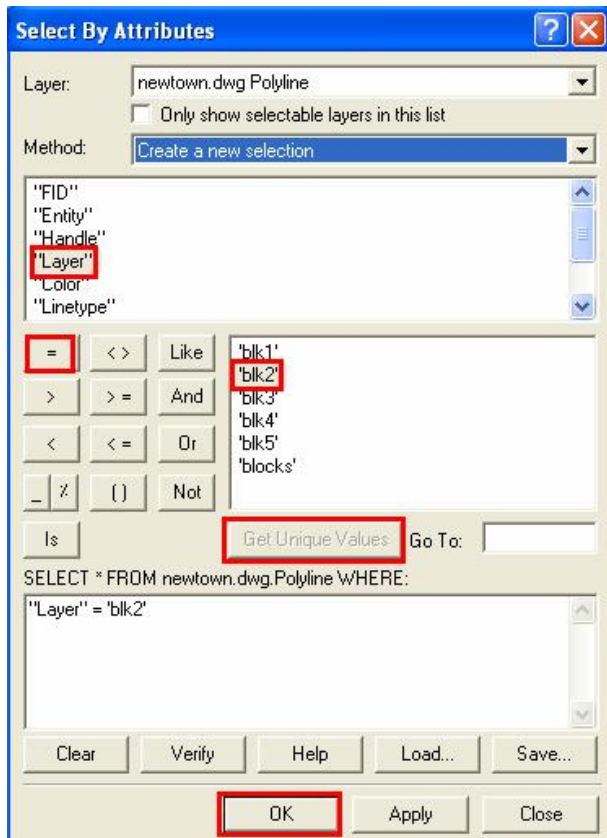 Select By Attributes
Layer: newtown.dwg Polyline
Only show selectable layers in this list
Method: Create a new selection
"FID"
"Entity"
"Handle"
"Layer"
"Color"
"Linetype"
= <> Like
> >= And
< <= Or
_ % () Not
Is
'blk1'
'blk2'
'blk3'
'blk4'
'blk5'
'blocks'
Get Unique Values Go To:
SELECT * FROM newtown.dwg.Polyline WHERE:
"Layer" = 'blk2'
Clear Verify Help Load... Save...
OK Apply Close